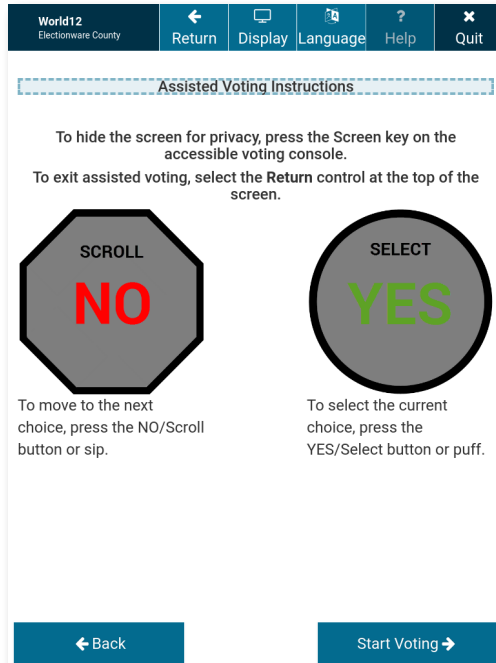 World12
Electionware County
Return
Display
Language
Help
Quit
Assisted Voting Instructions
To hide the screen for privacy, press the Screen key on the
accessible voting console.
To exit assisted voting, select the Return control at the top of the
screen.
SCROLL
NO
SELECT
YES
To move to the next
choice, press the NO/Scroll
button or sip.
To select the current
choice, press the
YES/Select button or puff.
Back
Start Voting